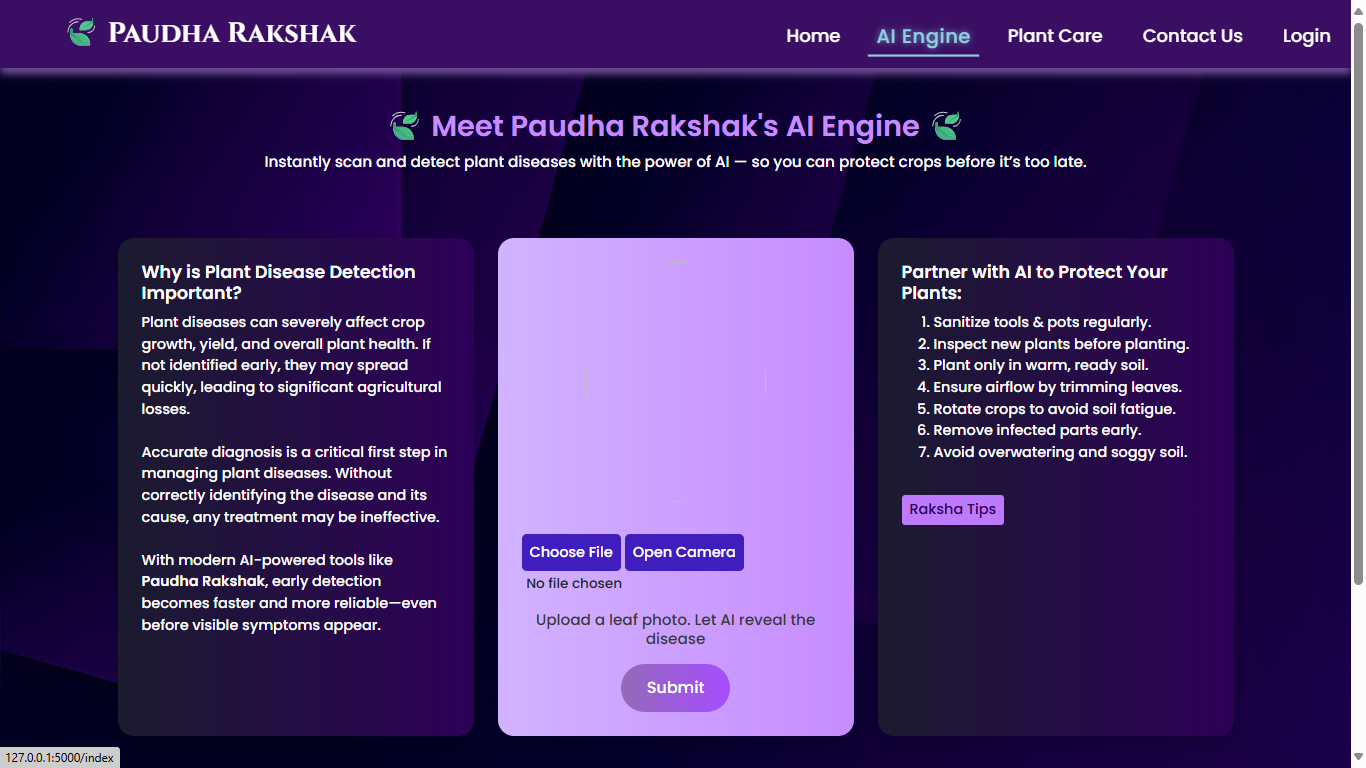 Paudha Rakshak
Home
AI Engine
Plant Care
Contact Us
Login
Meet Paudha Rakshak's AI Engine
Instantly scan and detect plant diseases with the power of AI — so you can protect crops before it’s too late.
Why is Plant Disease Detection
Important?
Plant diseases can severely affect crop
growth, yield, and overall plant health. If
not identified early, they may spread
quickly, leading to significant agricultural
losses.
Accurate diagnosis is a critical first step in
managing plant diseases. Without
correctly identifying the disease and its
cause, any treatment may be ineffective.
With modern AI-powered tools like
Paudha Rakshak, early detection
becomes faster and more reliable—even
before visible symptoms appear.
Choose File
Open Camera
No file chosen
Upload a leaf photo. Let AI reveal the
disease
Submit
Partner with AI to Protect Your
Plants:
1. Sanitize tools & pots regularly.
2. Inspect new plants before planting.
3. Plant only in warm, ready soil.
4. Ensure airflow by trimming leaves.
5. Rotate crops to avoid soil fatigue.
6. Remove infected parts early.
7. Avoid overwatering and soggy soil.
Raksha Tips
127.0.0.1:5000/index